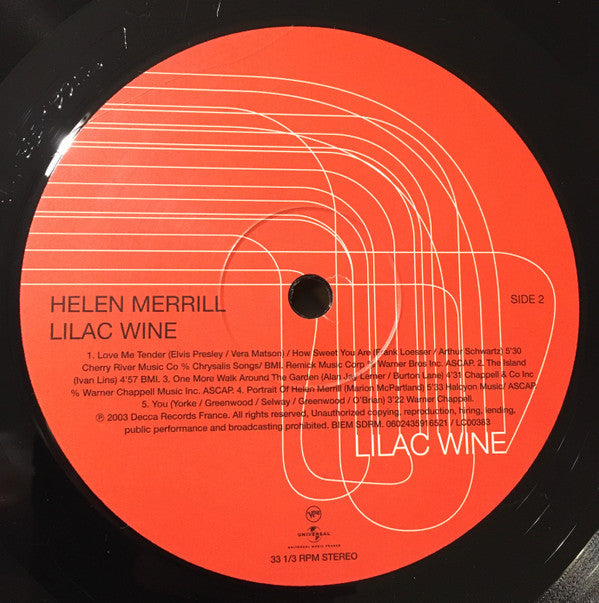 HELEN MERRILL
LILAC WINE
SIDE 2
1. Love Me Tender (Elvis Presley / Vera Matson) / How Sweet You Are (Frank Loesser / Arthur Schwartz) 5'30
Cherry River Music Co % Chrysalis Songs/ BMI. Remick Music Corp % Warner Bros Inc. ASCAP. 2. The Island
(Ivan Lins) 4'57 BMI. 3. One More Walk Around The Garden (Alan Jay Lerner / Burton Lane) 4'31 Chappell & Co Inc
% Warner Chappell Music Inc. ASCAP. 4. Portrait Of Helen Merrill (Marion McPartland) 5'33 Halcyon Music/ ASCAP.
5. You (Yorke / Greenwood / Selway / Greenwood / O'Brian) 3'22 Warner Chappell.
℗ 2003 Decca Records France. All rights reserved. Unauthorized copying, reproduction, hiring, lending,
public performance and broadcasting prohibited. BIEM SDRM. 0602435916521 / LC00383
LILAC WINE
Verve
UNIVERSAL
UNIVERSAL MUSIC FRANCE
33 1/3 RPM STEREO